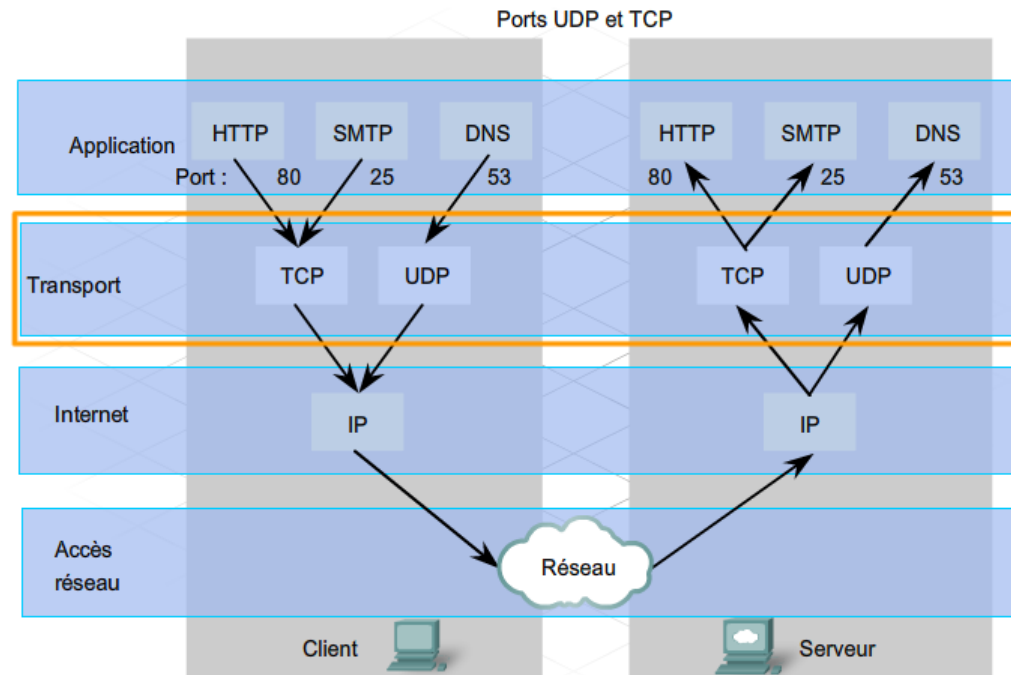 Ports UDP et TCP
Application
HTTP SMTP DNS HTTP SMTP DNS
Port : 80 25 53 80 25 53
Transport
TCP UDP TCP UDP
Internet
IP IP
Accès
réseau
Réseau
Client Serveur